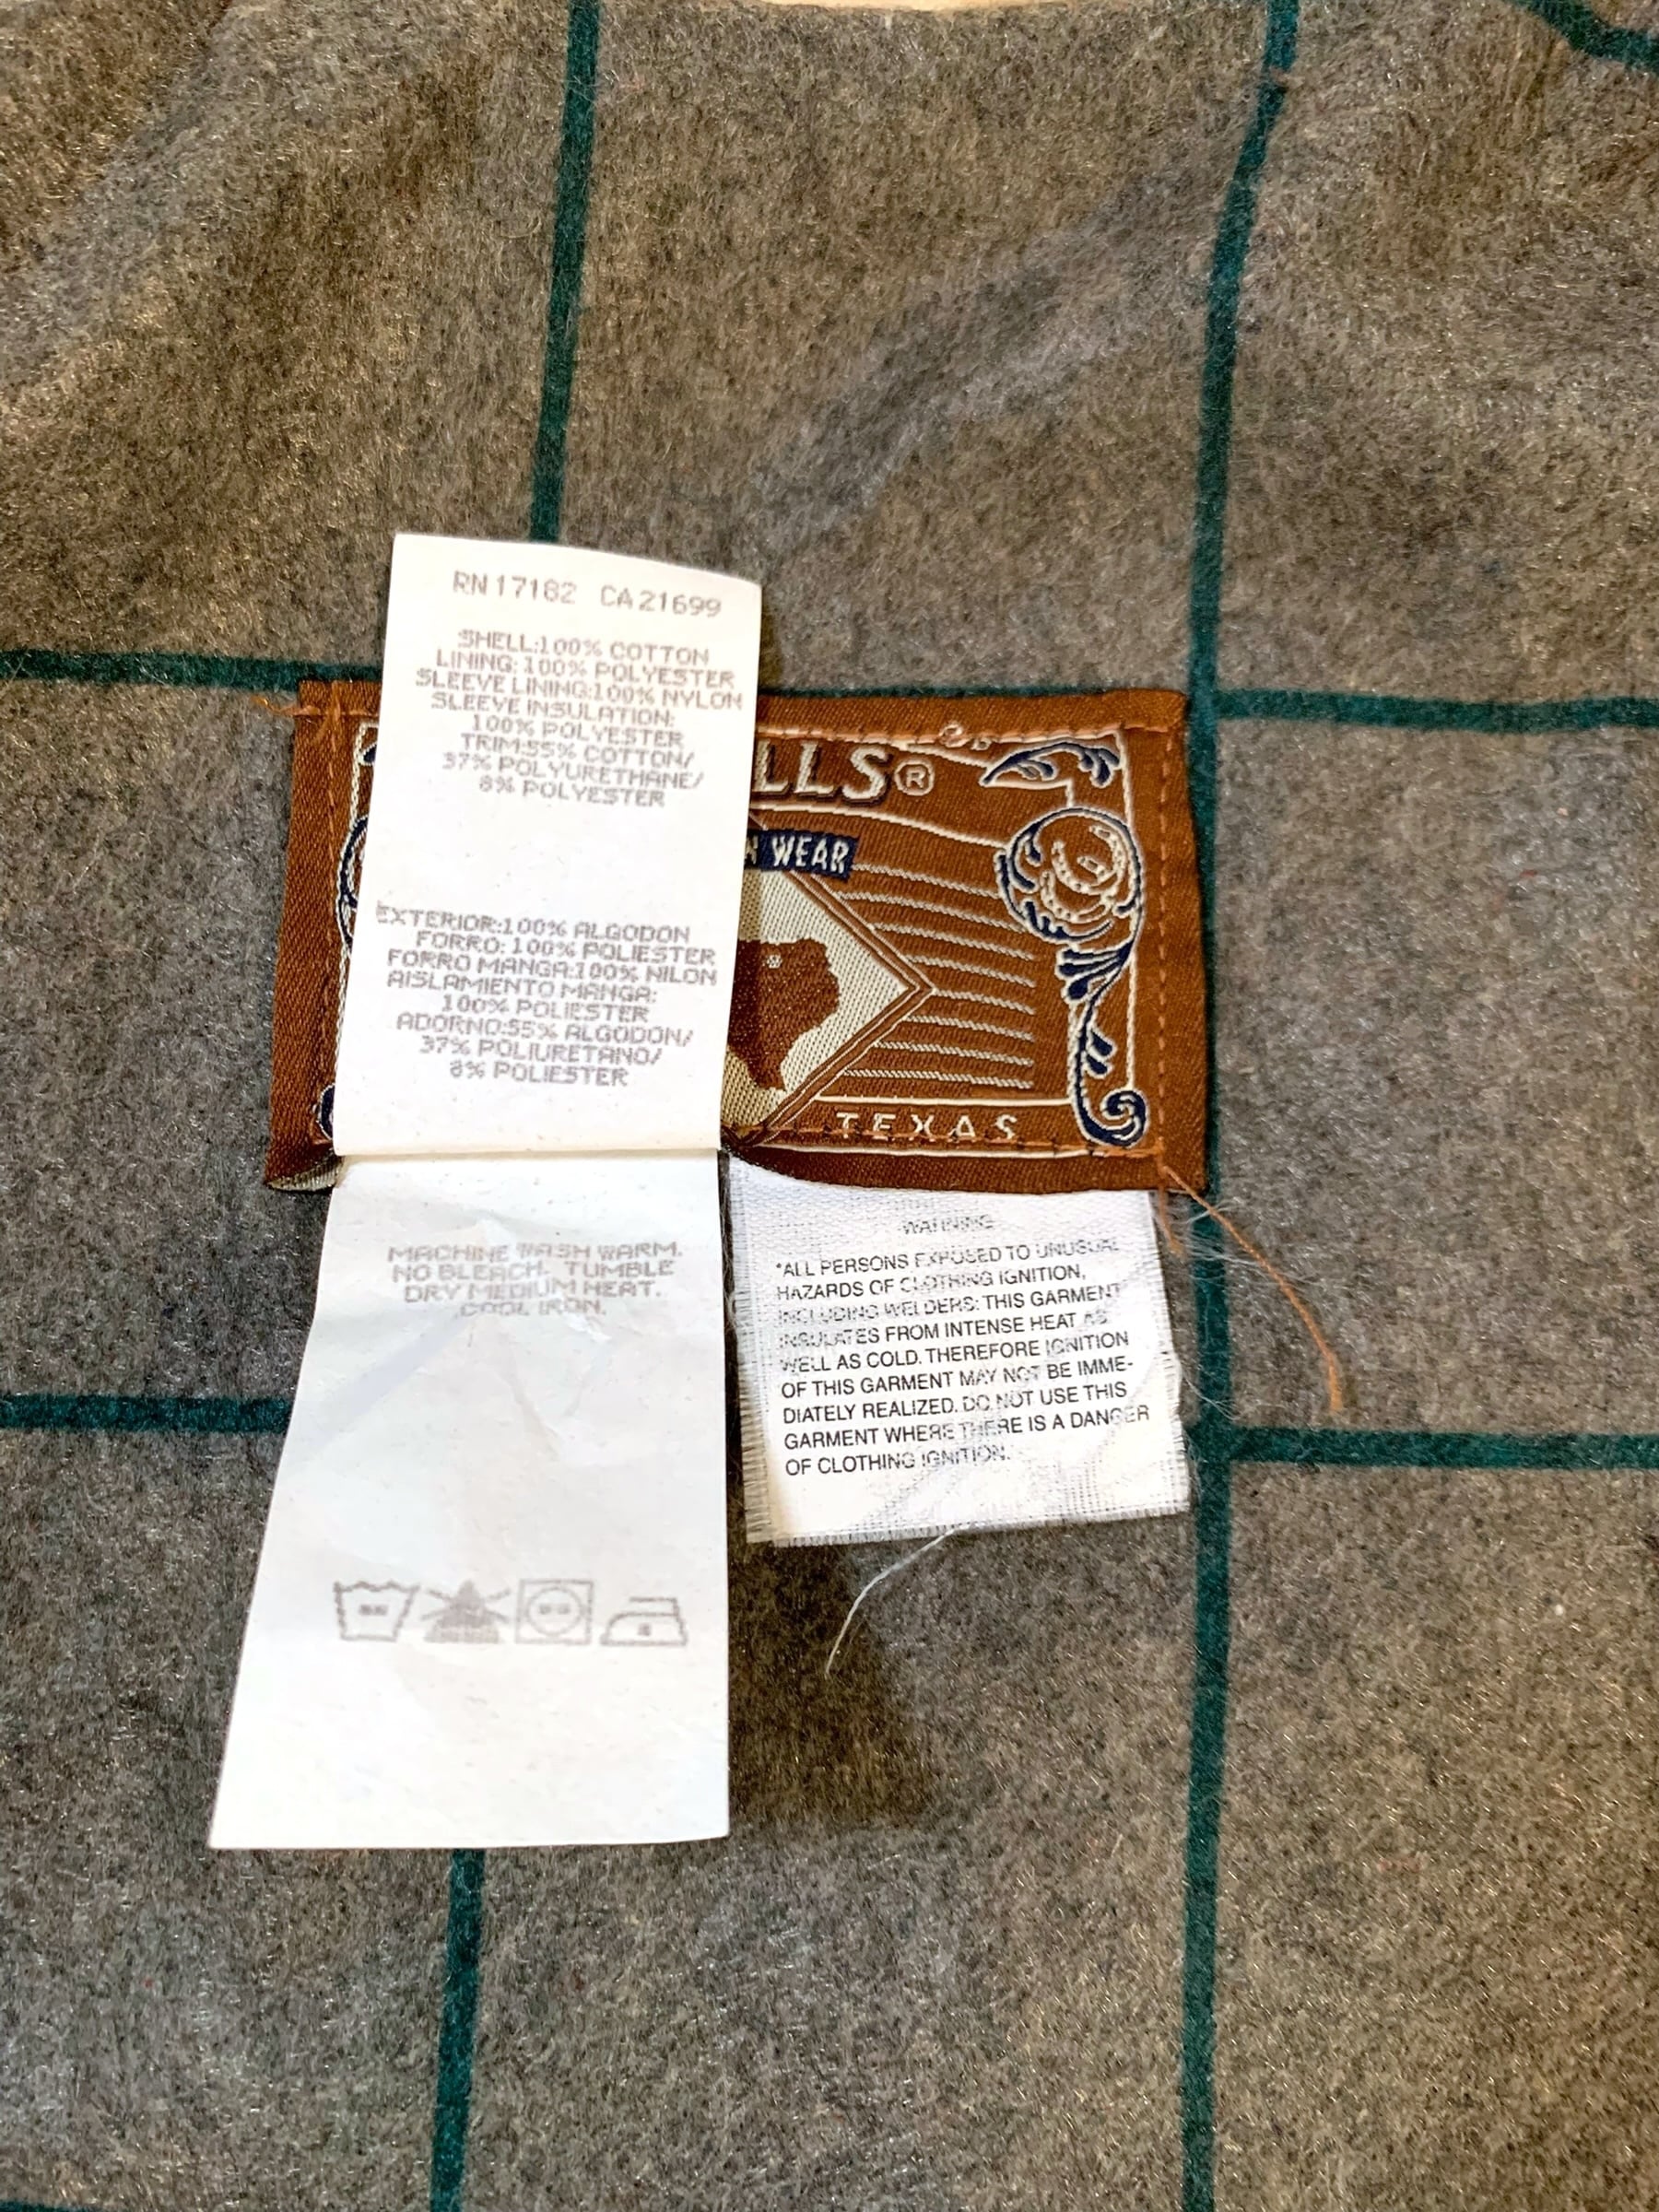 RN17182 CA21699
SHELL:100% COTTON
LINING: 100% POLYESTER
SLEEVE LINING:100% NYLON
SLEEVE INSULATION:
100% POLYESTER
TRIM:55% COTTON/
37% POLYURETHANE/
8% POLYESTER
EXTERIOR:100% ALGODON
FORRO: 100% POLIESTER
FORRO MANGA:100% NILON
AISLAMIENTO MANGA:
100% POLIESTER
ADORNO:55% ALGODON/
37% POLIURETANO/
8% POLIESTER
MACHINE WASH WARM.
NO BLEACH. TUMBLE
DRY MEDIUM HEAT.
COOL IRON.
LLS®
N WEAR
TEXAS
WARNING
*ALL PERSONS EXPOSED TO UNUSUAL
HAZARDS OF CLOTHING IGNITION,
INCLUDING WELDERS: THIS GARMENT
INSULATES FROM INTENSE HEAT AS
WELL AS COLD. THEREFORE IGNITION
OF THIS GARMENT MAY NOT BE IMME-
DIATELY REALIZED. DO NOT USE THIS
GARMENT WHERE THERE IS A DANGER
OF CLOTHING IGNITION.